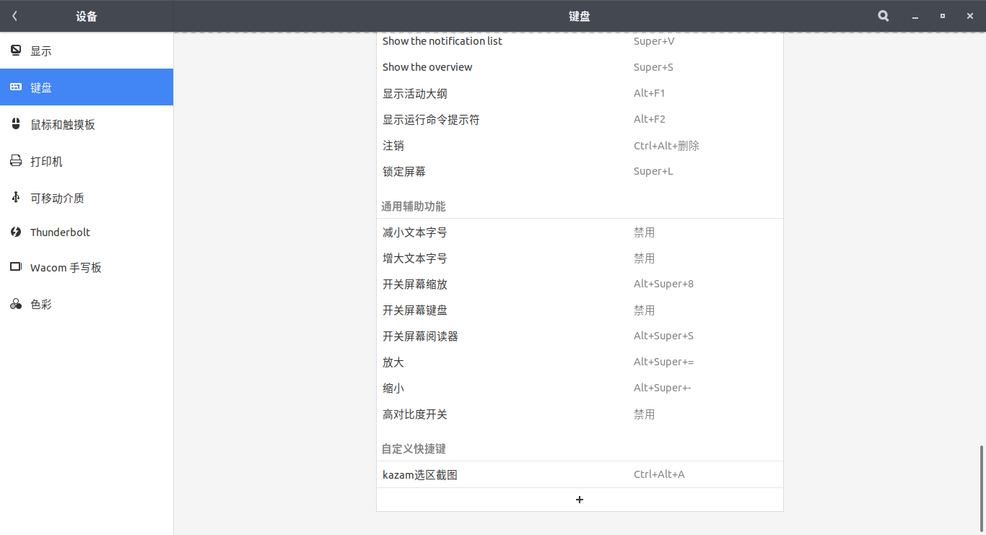 设备
键盘
显示
键盘
鼠标和触摸板
打印机
可移动介质
Thunderbolt
Wacom 手写板
色彩
Show the notification list Super+V
Show the overview Super+S
显示活动大纲 Alt+F1
显示运行命令提示符 Alt+F2
注销 Ctrl+Alt+删除
锁定屏幕 Super+L
通用辅助功能
减小文本字号 禁用
增大文本字号 禁用
开关屏幕缩放 Alt+Super+8
开关屏幕键盘 禁用
开关屏幕阅读器 Alt+Super+S
放大 Alt+Super+=
缩小 Alt+Super+-
高对比度开关 禁用
自定义快捷键
kazam选区截图 Ctrl+Alt+A
+